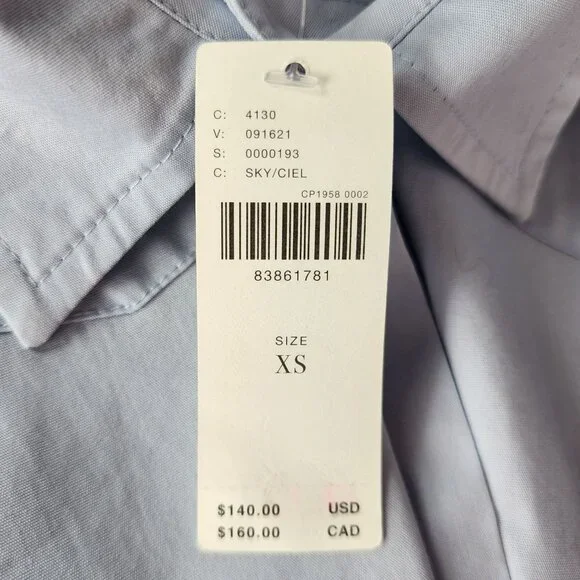 C: 4130
V: 091621
S: 0000193
C: SKY/CIEL
CP1958 0002
83861781
SIZE
XS
$140.00 USD
$160.00 CAD